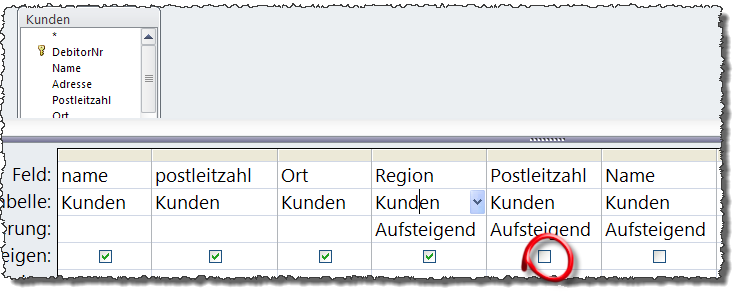 Kunden
*
DebitorNr
Name
Adresse
Postleitzahl
Ort
Feld: name postleitzahl Ort Region Postleitzahl Name
abelle: Kunden Kunden Kunden Kunden Kunden Kunden
rung: Aufsteigend Aufsteigend Aufsteigend
eigen: